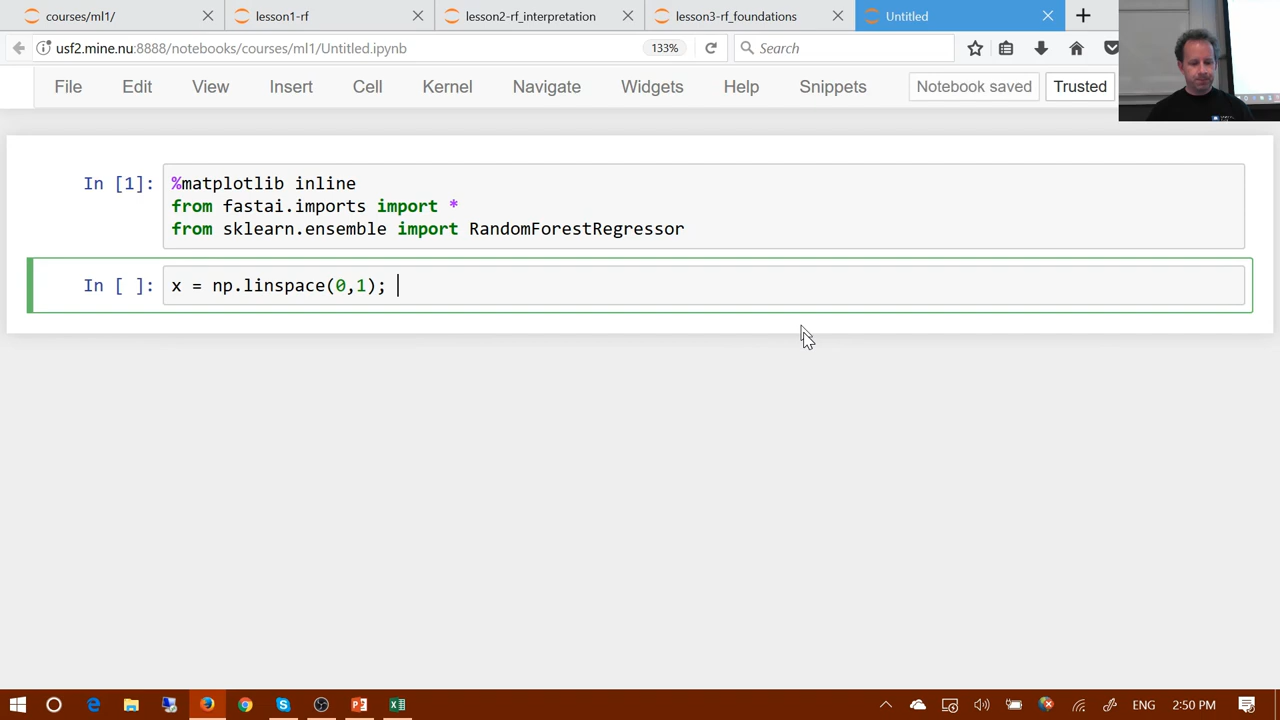 courses/ml1/
lesson1-rf
lesson2-rf_interpretation
lesson3-rf_foundations
Untitled
usf2.mine.nu:8888/notebooks/courses/ml1/Untitled.ipynb
133%
Search
File
Edit
View
Insert
Cell
Kernel
Navigate
Widgets
Help
Snippets
Notebook saved
Trusted
In [1]:
%matplotlib inline
from fastai.imports import *
from sklearn.ensemble import RandomForestRegressor
In [ ]:
x = np.linspace(0,1);
ENG
2:50 PM